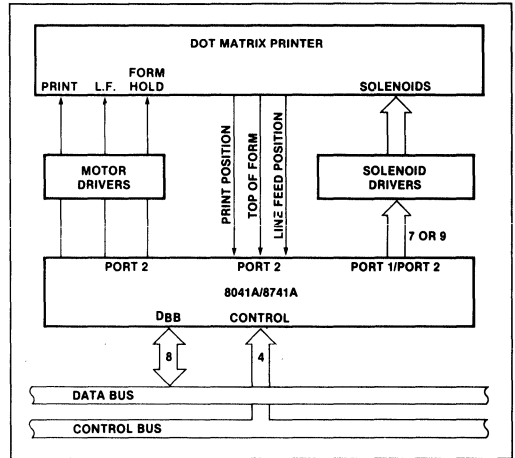 DOT MATRIX PRINTER
PRINT
L.F.
FORM
HOLD
SOLENOIDS
MOTOR
DRIVERS
PRINT POSITION
TOP OF FORM
LINE FEED POSITION
SOLENOID
DRIVERS
7 OR 9
PORT 2
PORT 2
PORT 1/PORT 2
8041A/8741A
DBB
CONTROL
8
4
DATA BUS
CONTROL BUS